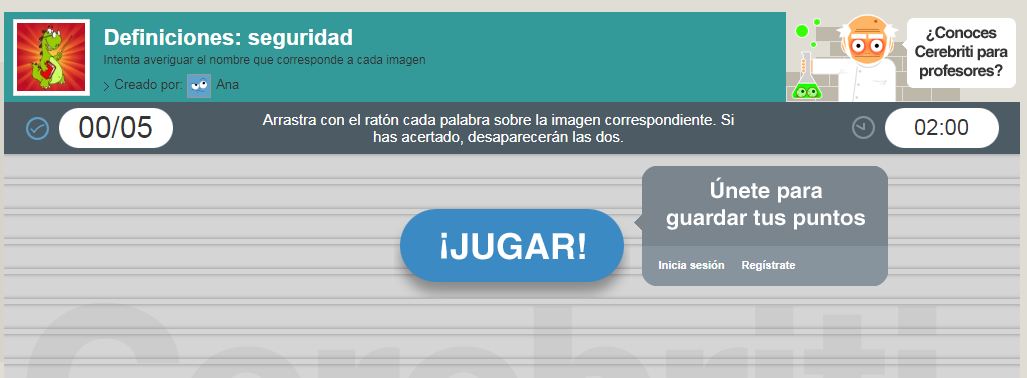 Definiciones: seguridad
Intenta averiguar el nombre que corresponde a cada imagen
Creado por: Ana
¿Conoces
Cerebriti para
profesores?
00/05
Arrastra con el ratón cada palabra sobre la imagen correspondiente. Si
has acertado, desaparecerán las dos.
02:00
Únete para
guardar tus puntos
¡JUGAR!
Inicia sesión Regístrate
Cerebriti